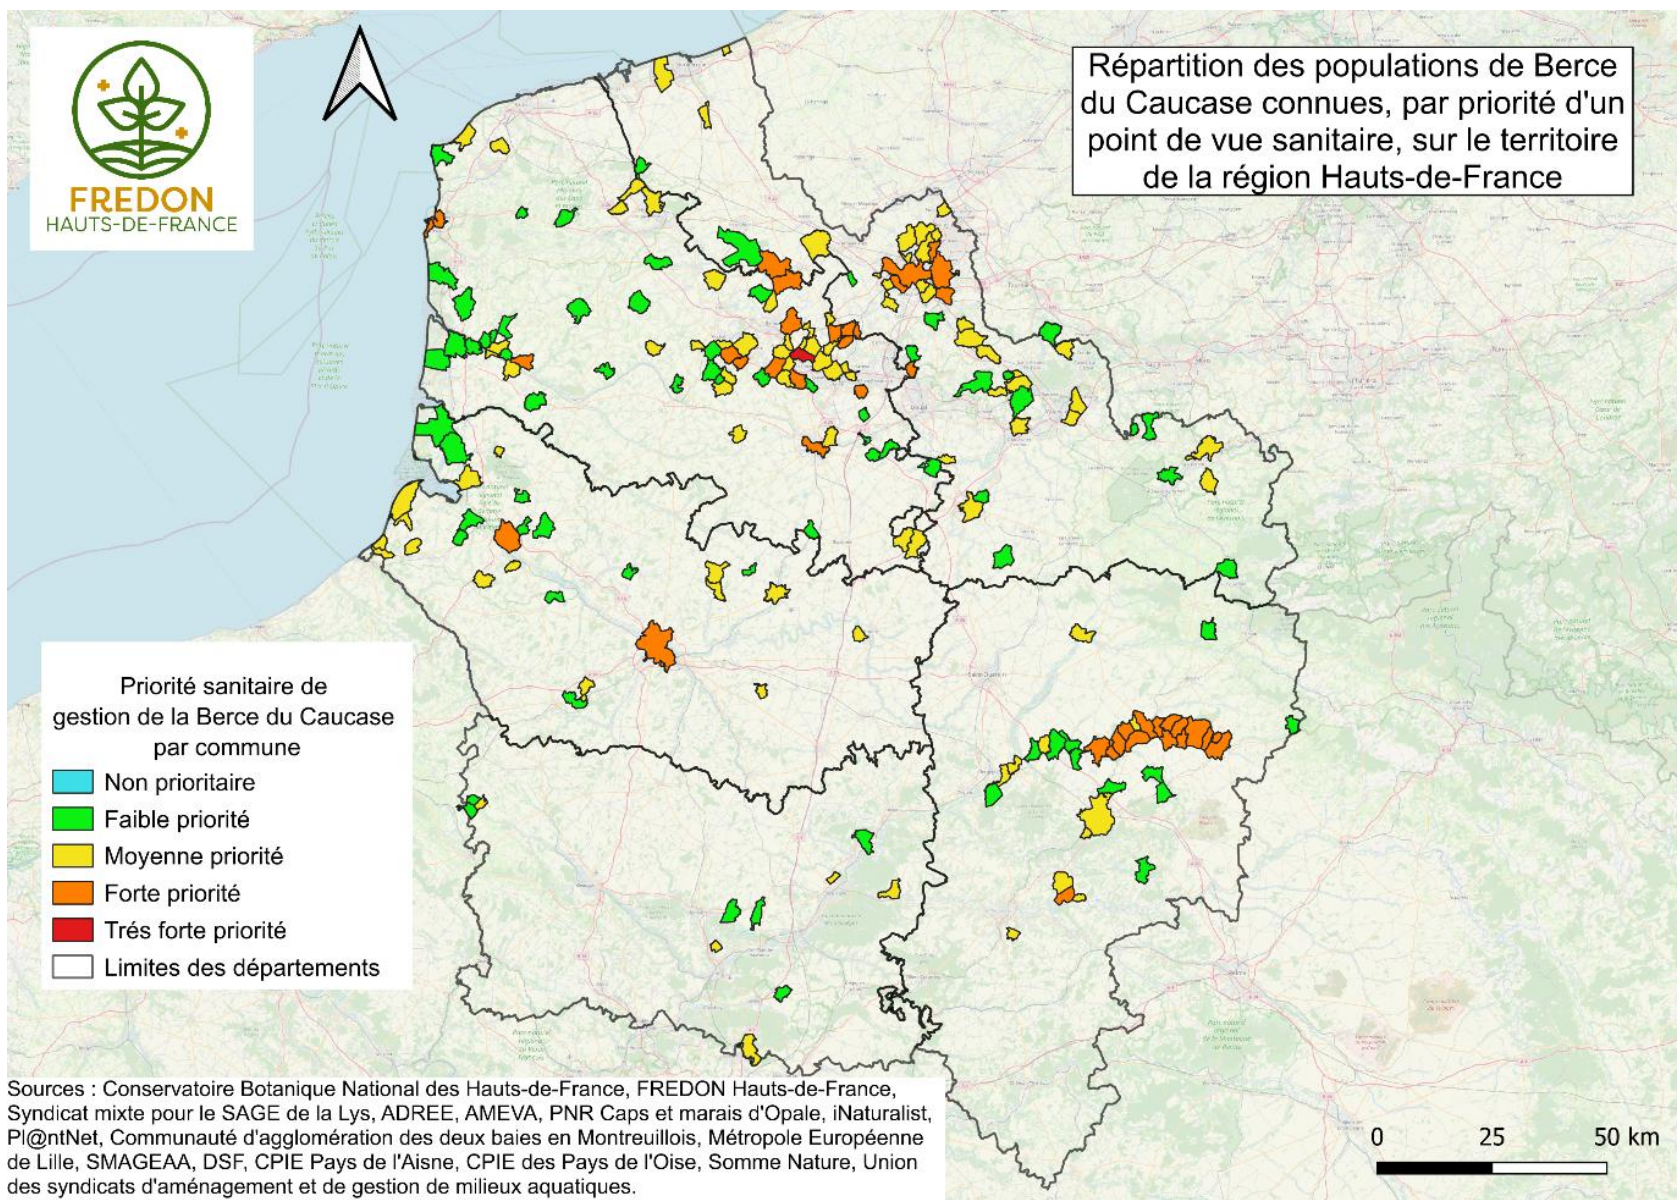 FREDON
HAUTS-DE-FRANCE
Répartition des populations de Berce
du Caucase connues, par priorité d'un
point de vue sanitaire, sur le territoire
de la région Hauts-de-France
Priorité sanitaire de
gestion de la Berce du Caucase
par commune
Non prioritaire
Faible priorité
Moyenne priorité
Forte priorité
Trés forte priorité
Limites des départements
Sources : Conservatoire Botanique National des Hauts-de-France, FREDON Hauts-de-France,
Syndicat mixte pour le SAGE de la Lys, ADREE, AMEVA, PNR Caps et marais d'Opale, iNaturalist,
Pl@ntNet, Communauté d'agglomération des deux baies en Montreuillois, Métropole Européenne
de Lille, SMAGEAA, DSF, CPIE Pays de l'Aisne, CPIE des Pays de l'Oise, Somme Nature, Union
des syndicats d'aménagement et de gestion de milieux aquatiques.
0 25 50 km